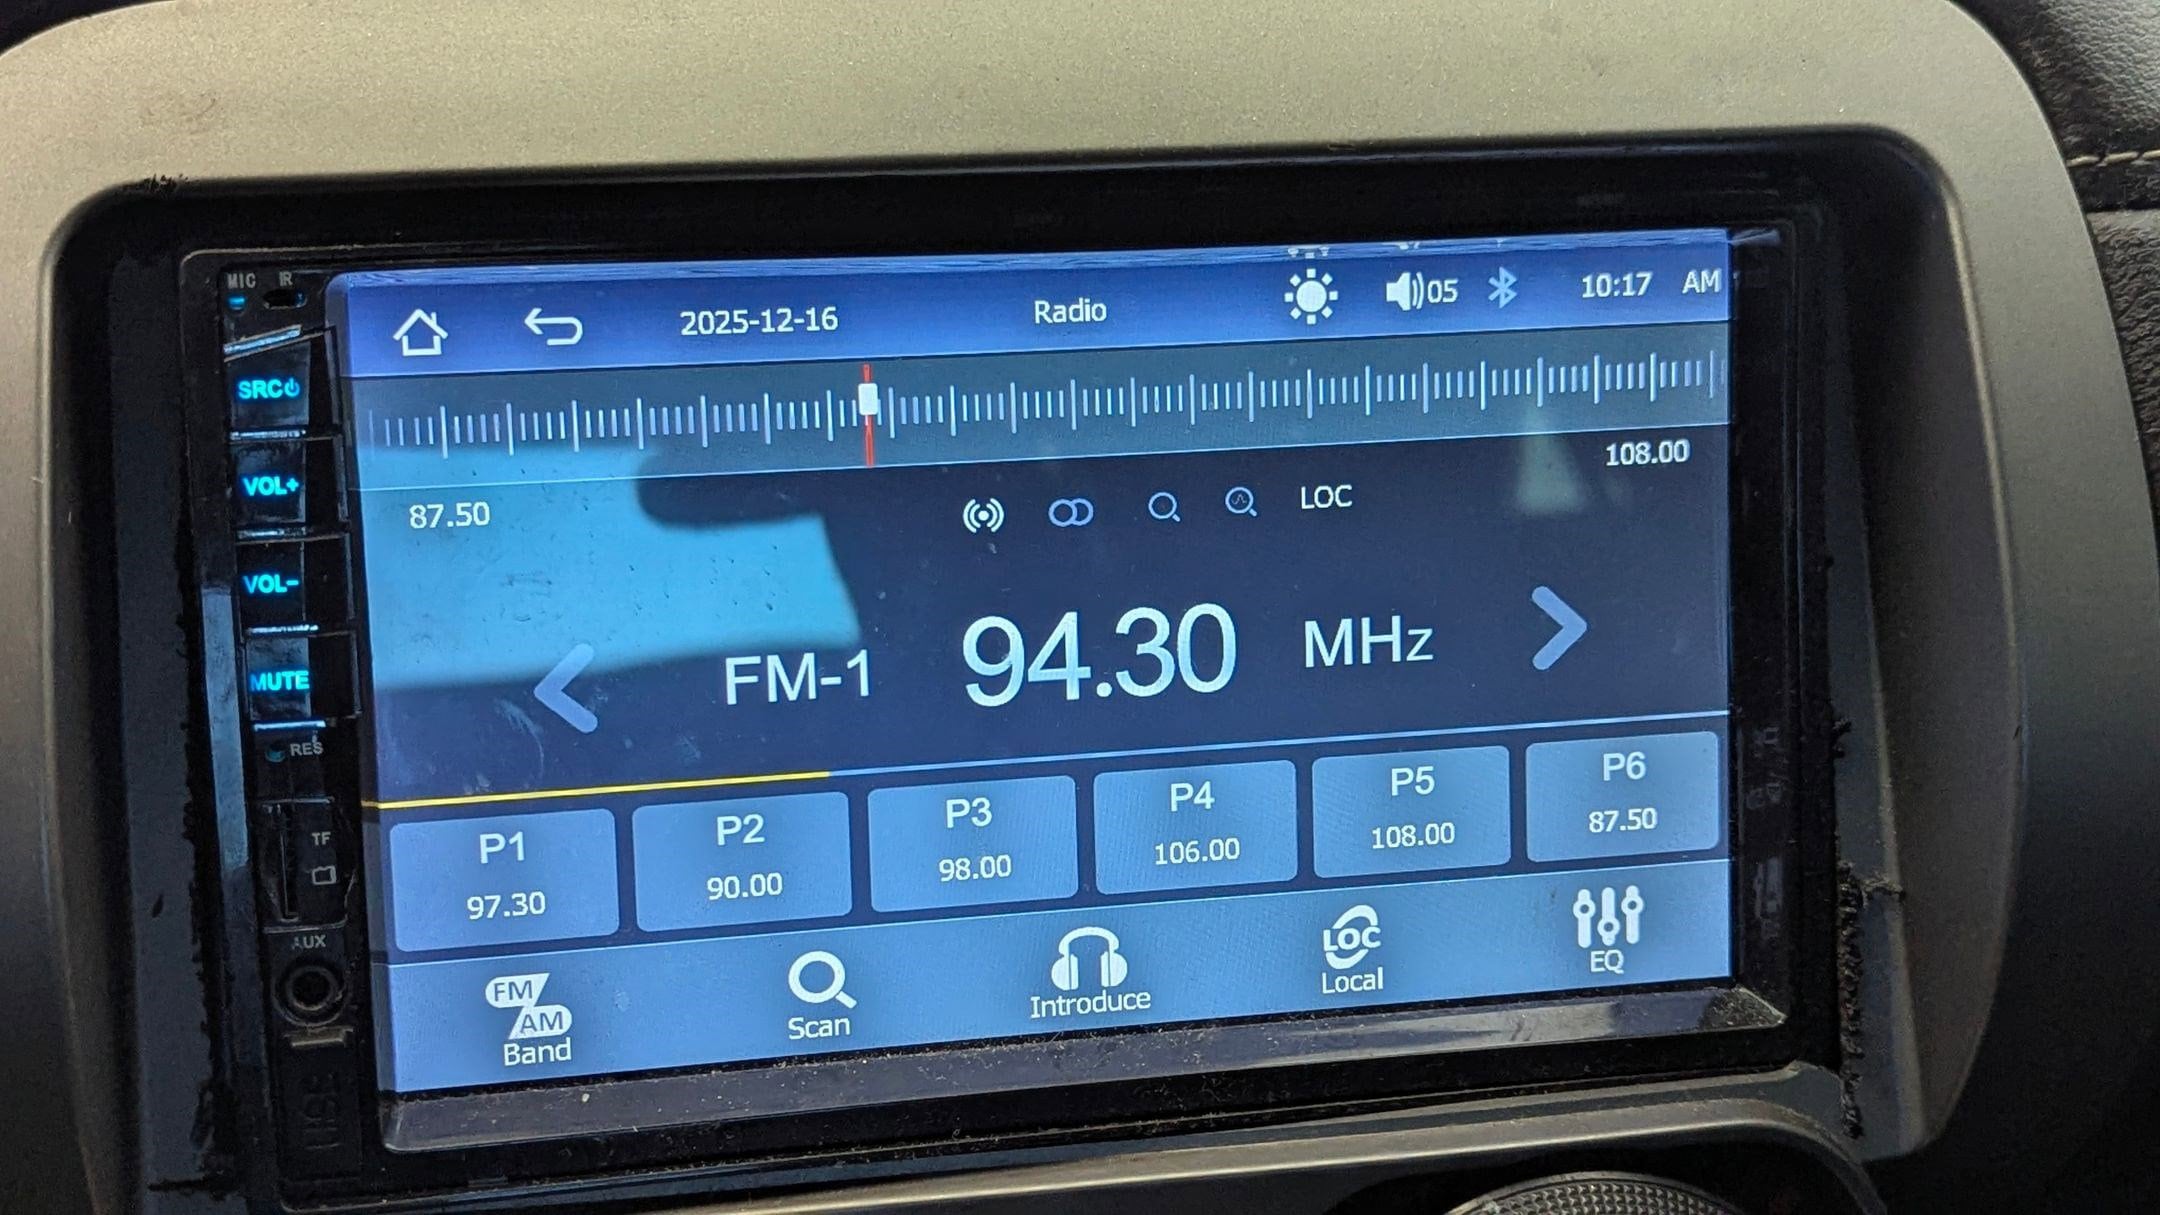 MIC IR
2025-12-16 Radio 05 10:17 AM
SRC
VOL+
VOL-
MUTE
RES
TF
AUX
87.50 108.00
LOC
FM-1 94.30 MHz
P1 P2 P3 P4 P5 P6
97.30 90.00 98.00 106.00 108.00 87.50
FM
AM
LOC
Band Scan Introduce Local EQ